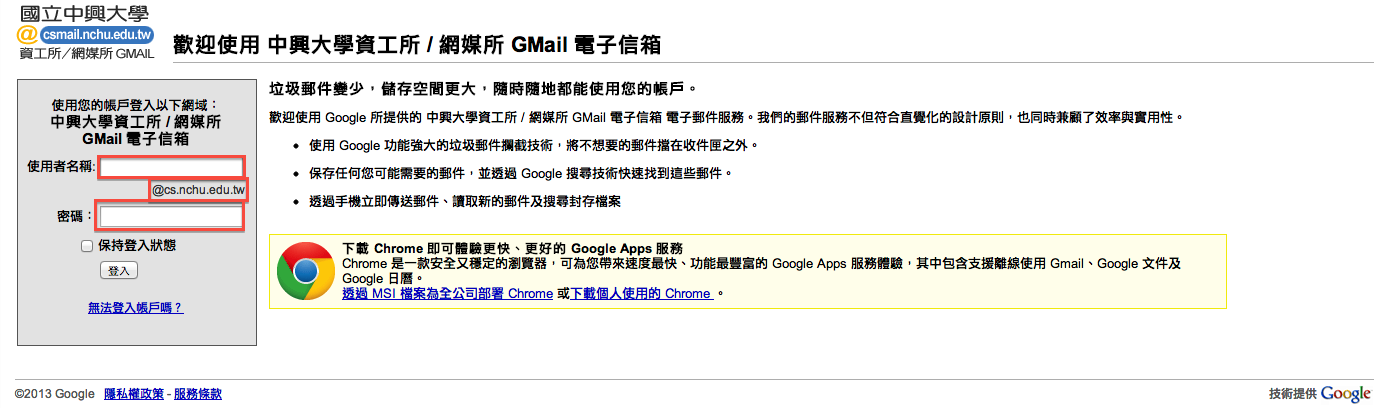 國立中興大學
@csmail.nchu.edu.tw
資工所/網媒所 GMAIL
歡迎使用 中興大學資工所 / 網媒所 GMail 電子信箱
使用您的帳戶登入以下網域：
中興大學資工所 / 網媒所
GMail 電子信箱
使用者名稱:
@cs.nchu.edu.tw
密碼：
保持登入狀態
登入
無法登入帳戶嗎？
垃圾郵件變少，儲存空間更大，隨時隨地都能使用您的帳戶。
歡迎使用 Google 所提供的 中興大學資工所 / 網媒所 GMail 電子信箱 電子郵件服務。我們的郵件服務不但符合直覺化的設計原則，也同時兼顧了效率與實用性。
• 使用 Google 功能強大的垃圾郵件攔截技術，將不想要的郵件擋在收件匣之外。
• 保存任何您可能需要的郵件，並透過 Google 搜尋技術快速找到這些郵件。
• 透過手機立即傳送郵件、讀取新的郵件及搜尋封存檔案
下載 Chrome 即可體驗更快、更好的 Google Apps 服務
Chrome 是一款安全又穩定的瀏覽器，可為您帶來速度最快、功能最豐富的 Google Apps 服務體驗，其中包含支援離線使用 Gmail、Google 文件及
Google 日曆。
透過 MSI 檔案為全公司部署 Chrome 或下載個人使用的 Chrome 。
©2013 Google 隱私權政策 - 服務條款
技術提供 Google